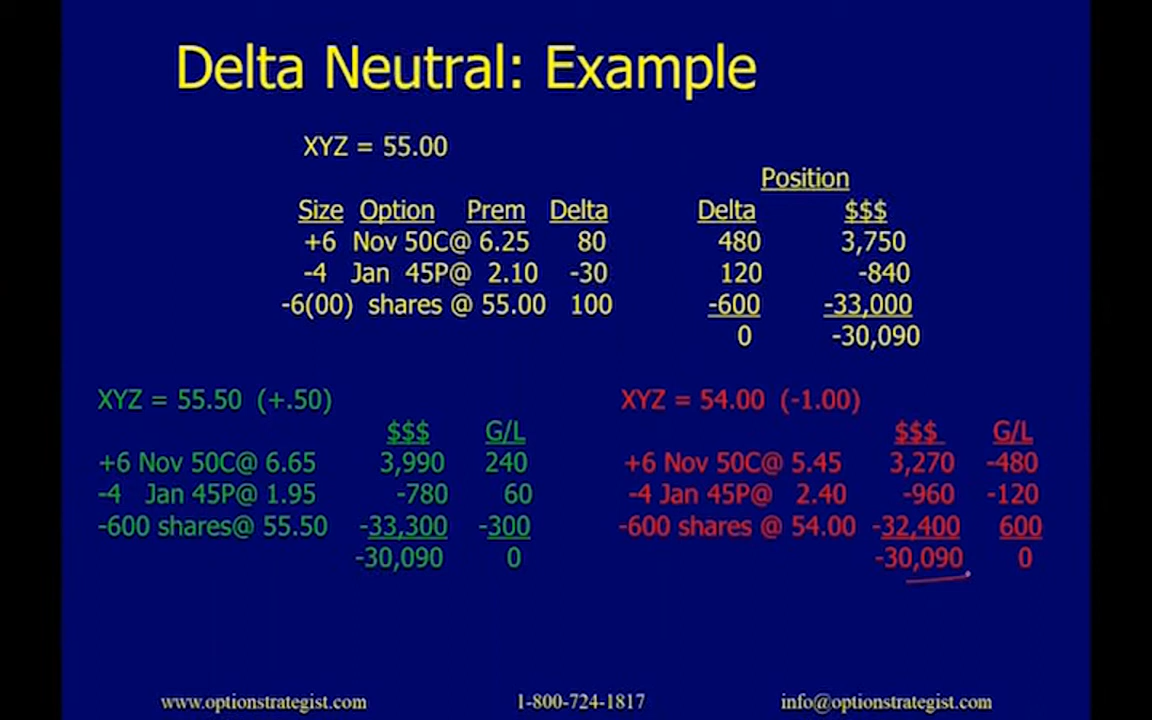 Delta Neutral: Example
XYZ = 55.00
Position
Size Option Prem Delta Delta $$$
+6 Nov 50C@ 6.25 80 480 3,750
-4 Jan 45P@ 2.10 -30 120 -840
-6(00) shares @ 55.00 100 -600 -33,000
0 -30,090
XYZ = 55.50 (+.50)
$$$ G/L
+6 Nov 50C@ 6.65 3,990 240
-4 Jan 45P@ 1.95 -780 60
-600 shares@ 55.50 -33,300 -300
-30,090 0
XYZ = 54.00 (-1.00)
$$$ G/L
+6 Nov 50C@ 5.45 3,270 -480
-4 Jan 45P@ 2.40 -960 -120
-600 shares @ 54.00 -32,400 600
-30,090 0
www.optionstrategist.com 1-800-724-1817 info@optionstrategist.com